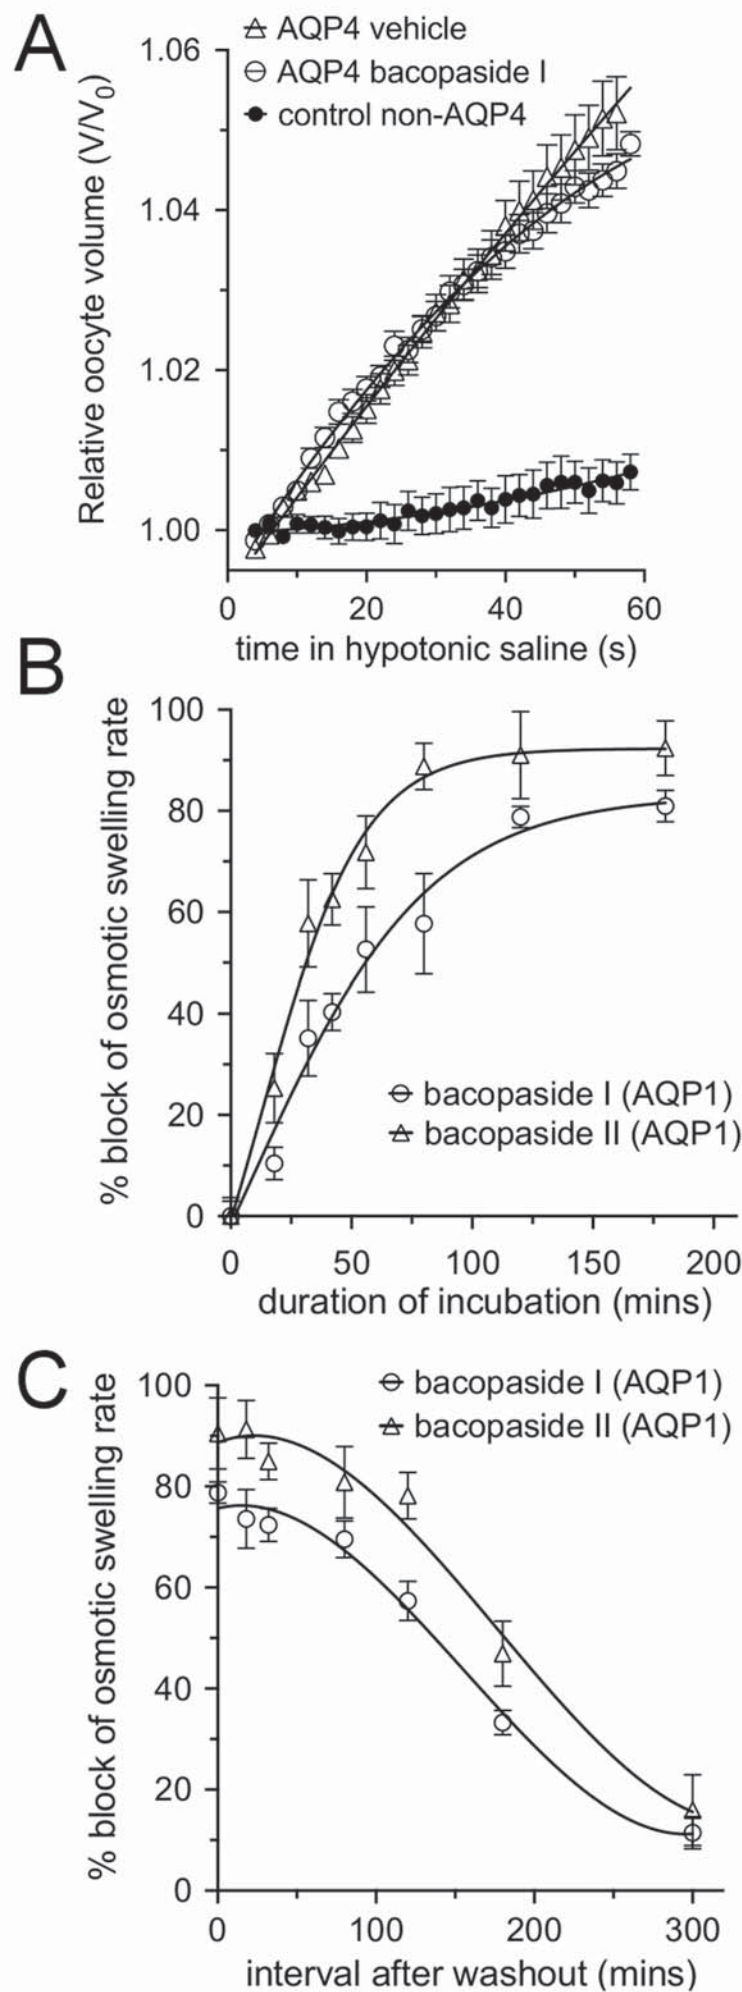 A
AQP4 vehicle
AQP4 bacopaside I
control non-AQP4
Relative oocyte volume (V/V0)
1.06
1.04
1.02
1.00
0 20 40 60
time in hypotonic saline (s)
B
% block of osmotic swelling rate
100
80
60
40
20
0
bacopaside I (AQP1)
bacopaside II (AQP1)
0 50 100 150 200
duration of incubation (mins)
C
bacopaside I (AQP1)
bacopaside II (AQP1)
% block of osmotic swelling rate
100
80
60
40
20
0
0 100 200 300
interval after washout (mins)